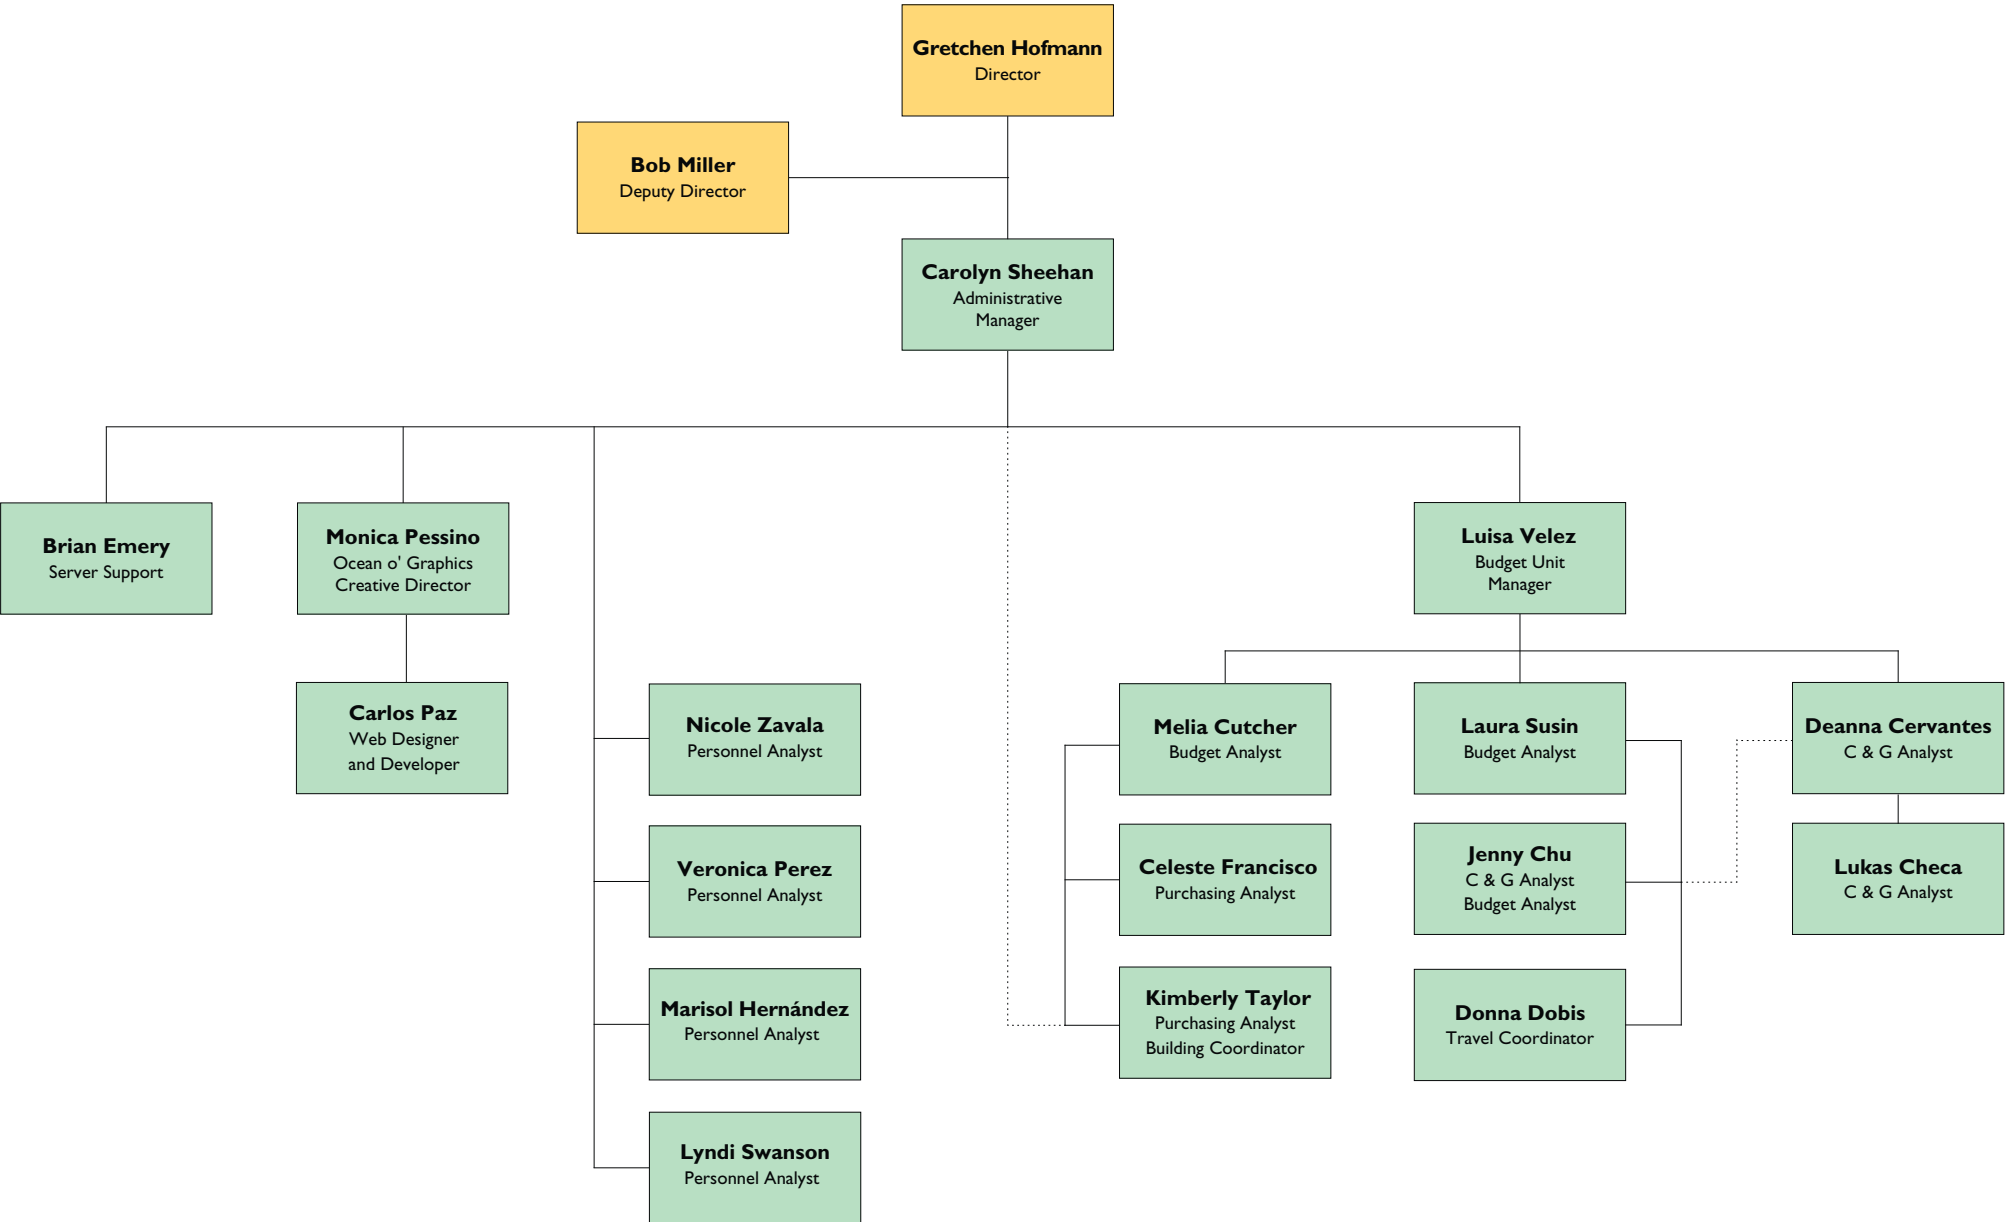 Gretchen Hofmann
Director
Bob Miller
Deputy Director
Carolyn Sheehan
Administrative
Manager
Brian Emery
Server Support
Monica Pessino
Ocean o' Graphics
Creative Director
Luisa Velez
Budget Unit
Manager
Carlos Paz
Web Designer
and Developer
Nicole Zavala
Personnel Analyst
Veronica Perez
Personnel Analyst
Marisol Hernández
Personnel Analyst
Lyndi Swanson
Personnel Analyst
Melia Cutcher
Budget Analyst
Celeste Francisco
Purchasing Analyst
Kimberly Taylor
Purchasing Analyst
Building Coordinator
Laura Susin
Budget Analyst
Jenny Chu
C & G Analyst
Budget Analyst
Donna Dobis
Travel Coordinator
Deanna Cervantes
C & G Analyst
Lukas Checa
C & G Analyst